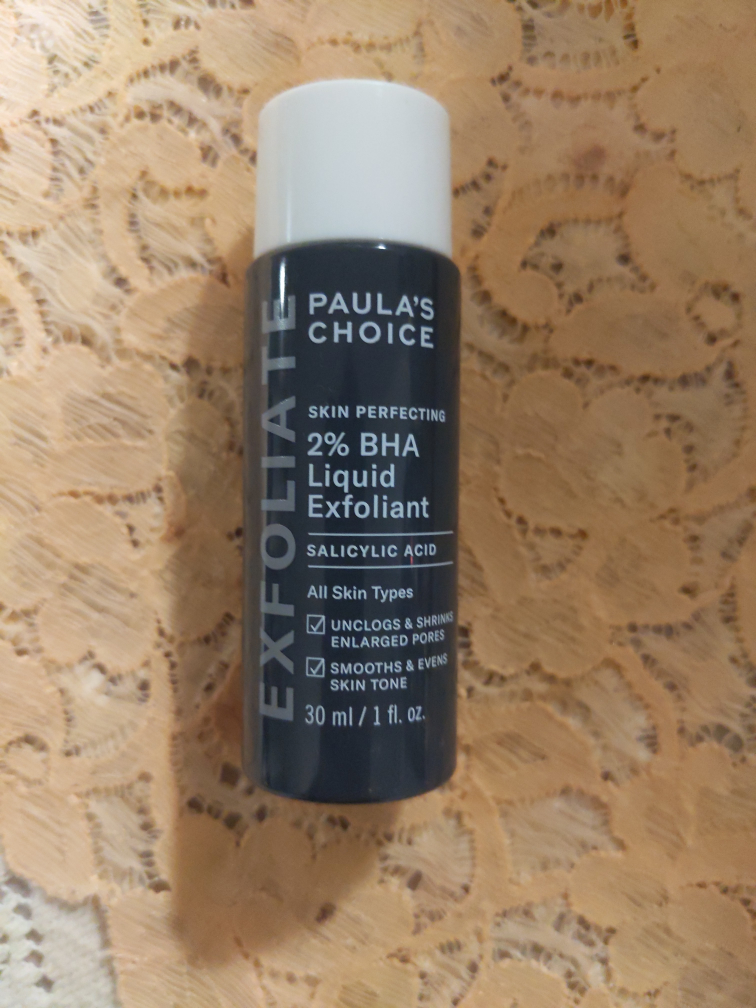 EXFOLIATE
PAULA'S
CHOICE
SKIN PERFECTING
2% BHA
Liquid
Exfoliant
SALICYLIC ACID
All Skin Types
UNCLOGS & SHRINKS
ENLARGED PORES
SMOOTHS & EVENS
SKIN TONE
30 ml / 1 fl. oz.